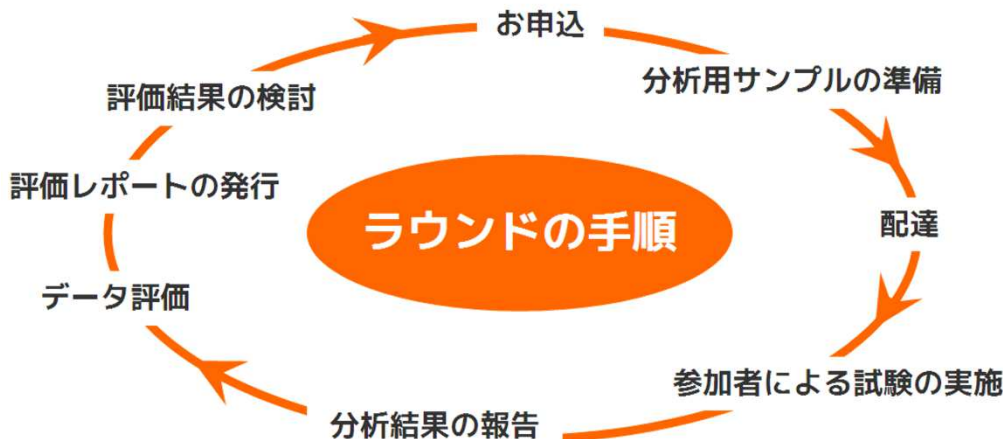 お申込
分析用サンプルの準備
配達
参加者による試験の実施
分析結果の報告
データ評価
評価レポートの発行
評価結果の検討
ラウンドの手順